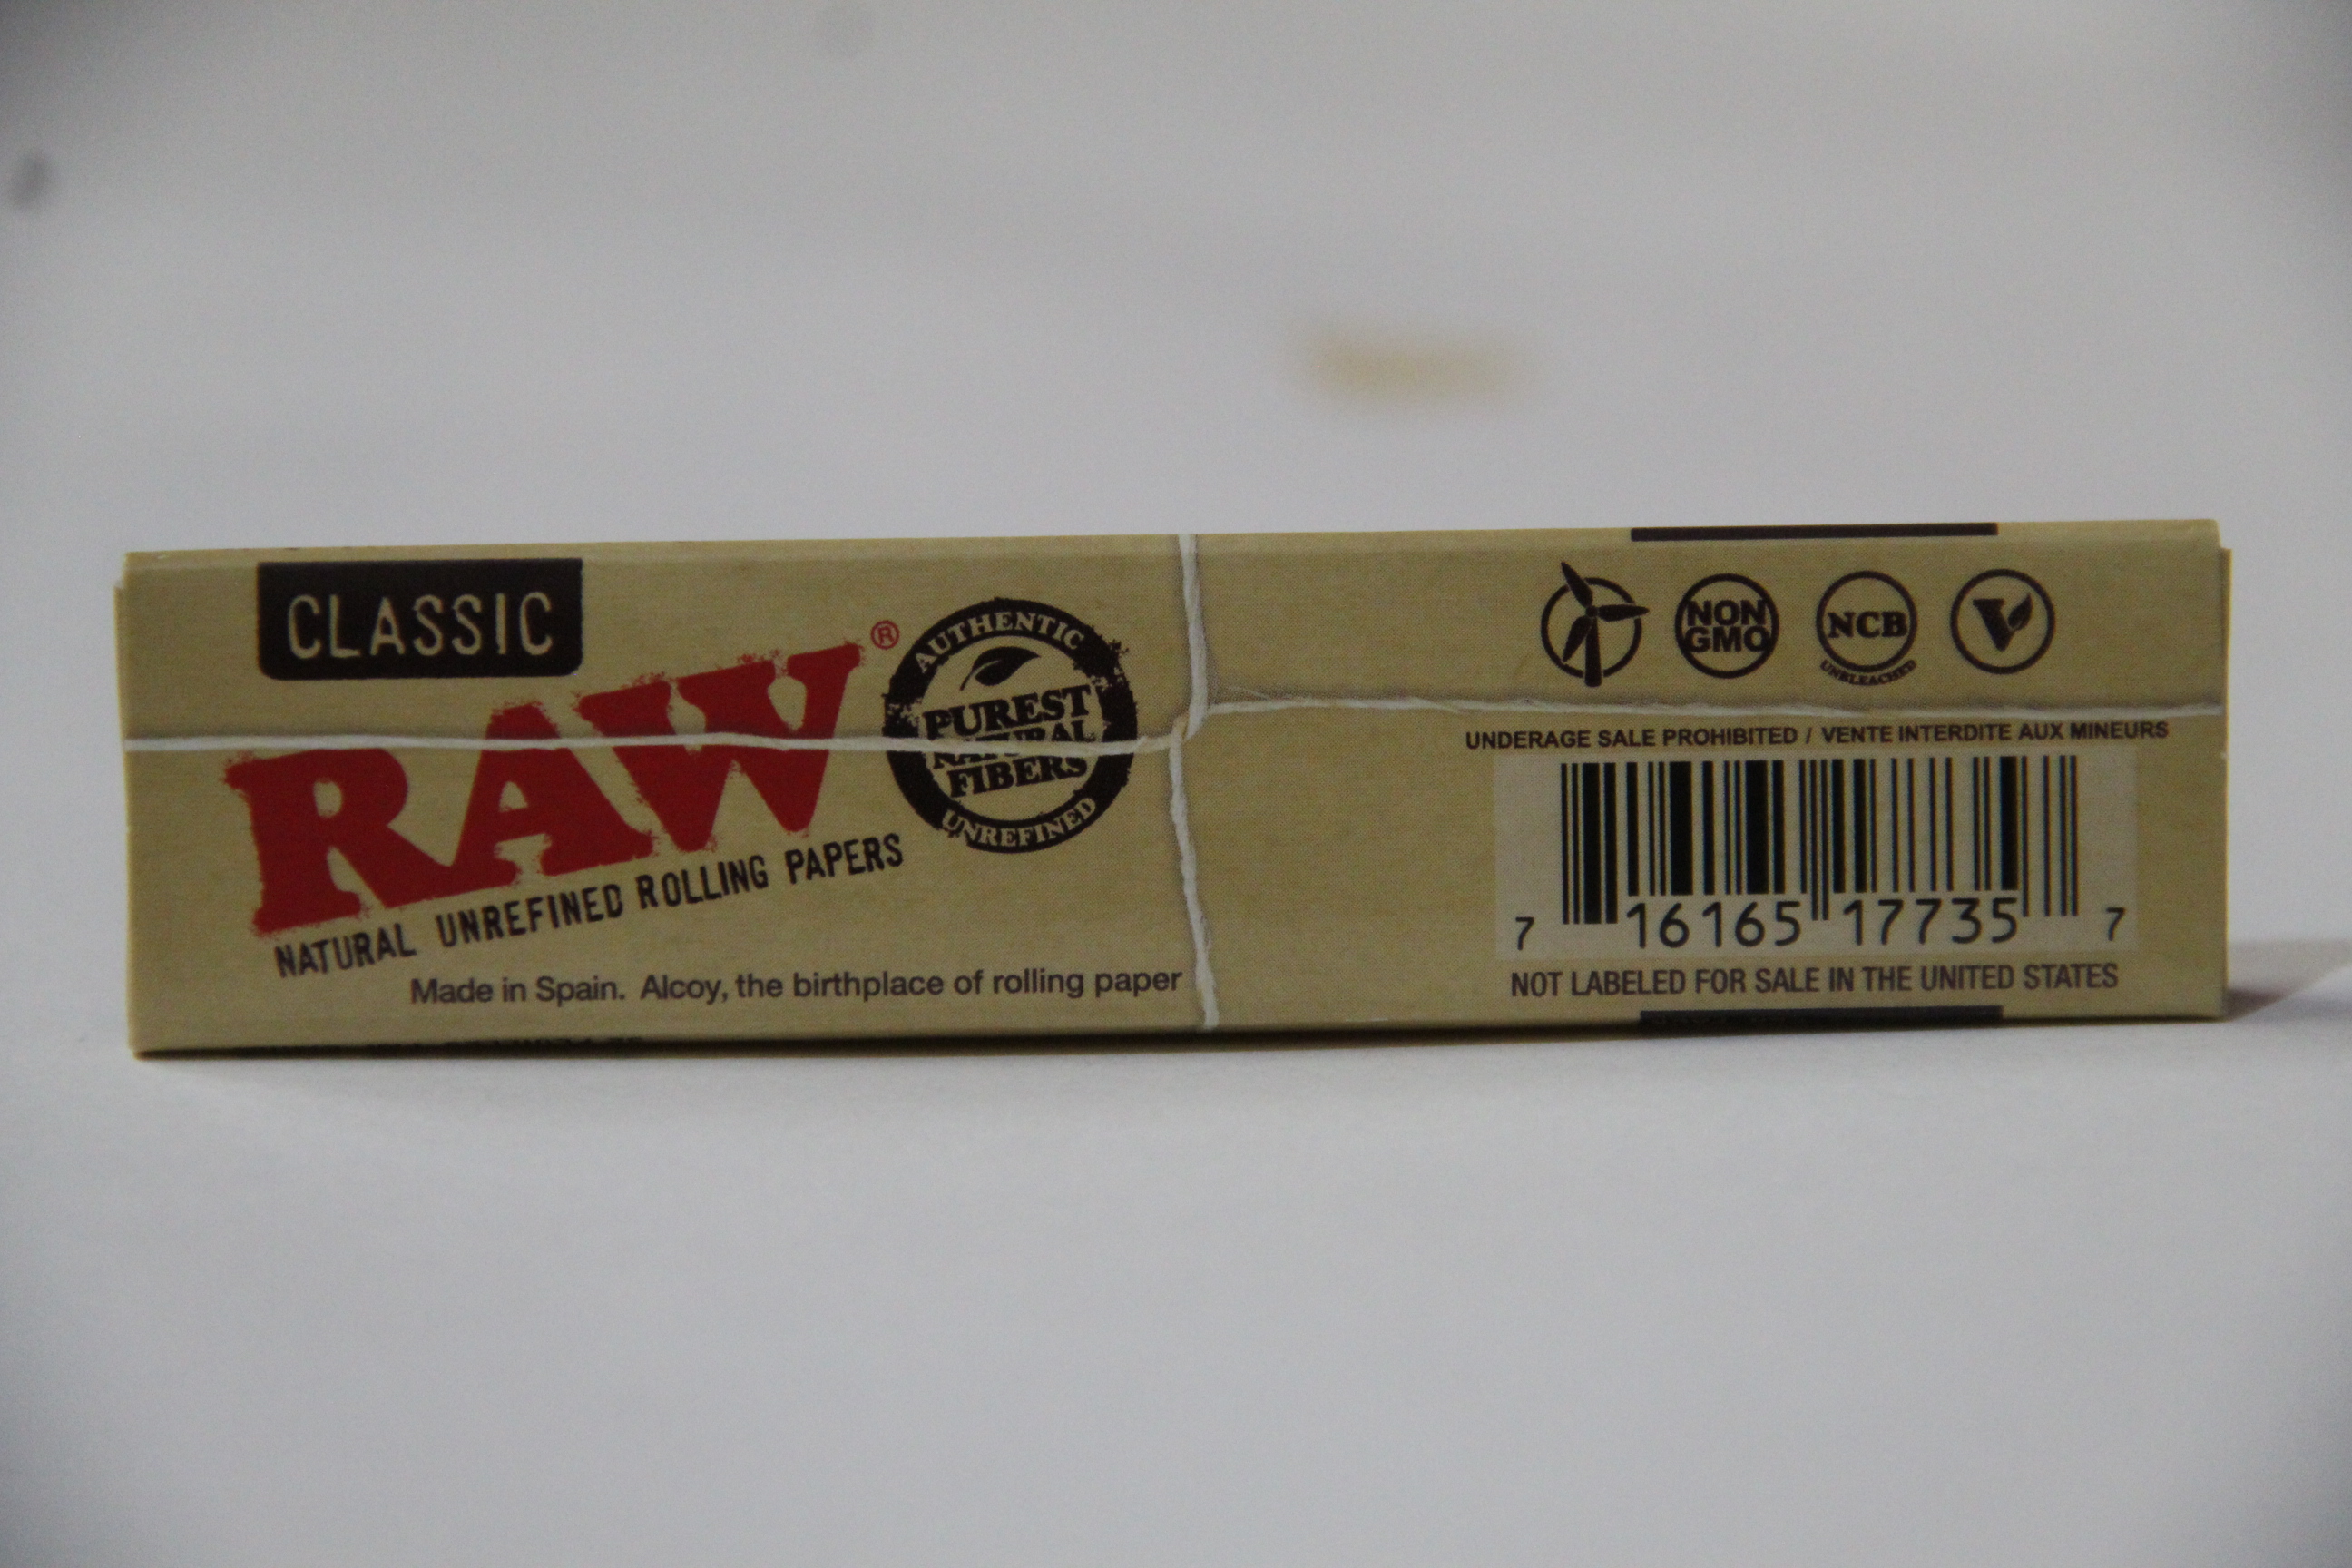 CLASSIC
RAW®
NATURAL UNREFINED ROLLING PAPERS
AUTHENTIC
PUREST
NATURAL
FIBERS
UNREFINED
Made in Spain. Alcoy, the birthplace of rolling paper
NON
GMO
NCB
UNBLEACHED
V
UNDERAGE SALE PROHIBITED / VENTE INTERDITE AUX MINEURS
7 16165 17735 7
NOT LABELED FOR SALE IN THE UNITED STATES